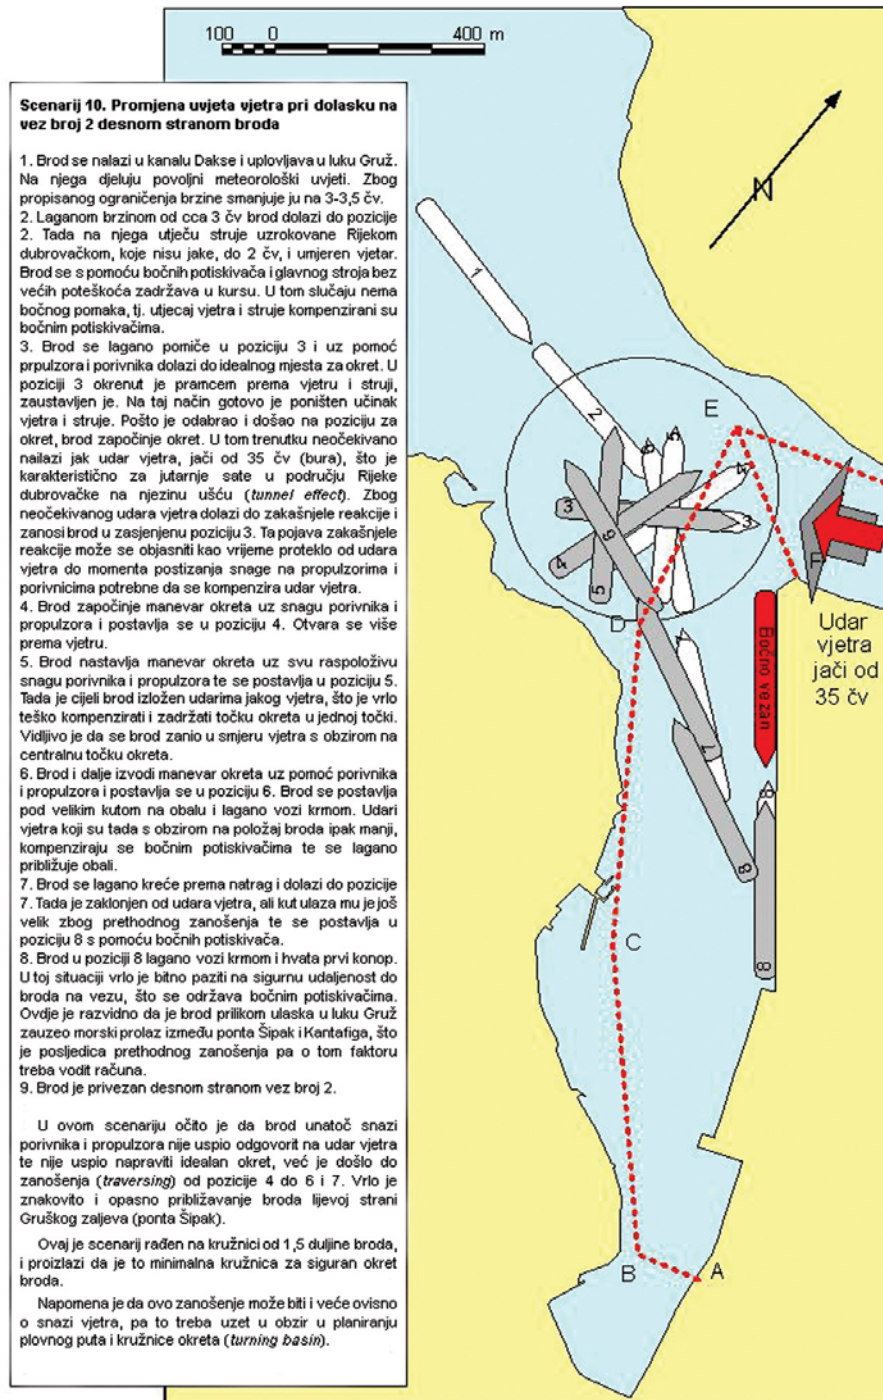 100 0 400 m
Scenarij 10. Promjena uvjeta vjetra pri dolasku na
vez broj 2 desnom stranom broda
1. Brod se nalazi u kanalu Dakse i uplovljava u luku Gruž.
Na njega djeluju povoljni meteorološki uvjeti. Zbog
propisanog ograničenja brzine smanjuje ju na 3-3,5 čv.
2. Laganom brzinom od cca 3 čv brod dolazi do pozicije
2. Tada na njega utječu struje uzrokovane Rijekom
dubrovačkom, koje nisu jake, do 2 čv, i umjeren vjetar.
Brod se s pomoću bočnih potiskivača i glavnog stroja bez
većih poteškoća zadržava u kursu. U tom slučaju nema
bočnog pomaka, tj. utjecaj vjetra i struje kompenzirani su
bočnim potiskivačima.
3. Brod se lagano pomiče u poziciju 3 i uz pomoć
prpulzora i porivnika dolazi do idealnog mjesta za okret. U
poziciji 3 okrenut je pramcem prema vjetru i struji,
zaustavljen je. Na taj način gotovo je poništen učinak
vjetra i struje. Pošto je odabrao i došao na poziciju za
okret, brod započinje okret. U tom trenutku neočekivano
nailazi jak udar vjetra, jači od 35 čv (bura), što je
karakteristično za jutarnje sate u području Rijeke
dubrovačke na njezinu ušću (tunnel effect). Zbog
neočekivanog udara vjetra dolazi do zakašnjele reakcije i
zanosi brod u zasjenjenu poziciju 3. Ta pojava zakašnjele
reakcije može se objasniti kao vrijeme proteklo od udara
vjetra do momenta postizanja snage na propulzorima i
porivnicima potrebne da se kompenzira udar vjetra.
4. Brod započinje manevar okreta uz snagu porivnika i
propulzora i postavlja se u poziciju 4. Otvara se više
prema vjetru.
5. Brod nastavlja manevar okreta uz svu raspoloživu
snagu porivnika i propulzora te se postavlja u poziciju 5.
Tada je cijeli brod izložen udarima jakog vjetra, što je vrlo
teško kompenzirati i zadržati točku okreta u jednoj točki.
Vidljivo je da se brod zanio u smjeru vjetra s obzirom na
centralnu točku okreta.
6. Brod i dalje izvodi manevar okreta uz pomoć porivnika
i propulzora i postavlja se u poziciju 6. Brod se postavlja
pod velikim kutom na obalu i lagano vozi krmom. Udari
vjetra koji su tada s obzirom na položaj broda ipak manji,
kompenziraju se bočnim potiskivačima te se lagano
približuje obali.
7. Brod se lagano kreće prema natrag i dolazi do pozicije
7. Tada je zaklonjen od udara vjetra, ali kut ulaza mu je još
velik zbog prethodnog zanošenja te se postavlja u
poziciju 8 s pomoću bočnih potiskivača.
8. Brod u poziciji 8 lagano vozi krmom i hvata prvi konop.
U toj situaciji vrlo je bitno paziti na sigurnu udaljenost do
broda na vezu, što se održava bočnim potiskivačima.
Ovdje je razvidno da je brod prilikom ulaska u luku Gruž
zauzeo morski prolaz između ponta Šipak i Kantafiga, što
je posljedica prethodnog zanošenja pa o tom faktoru
treba vodit računa.
9. Brod je privezan desnom stranom vez broj 2.
U ovom scenariju očito je da brod unatoč snazi
porivnika i propulzora nije uspio odgovorit na udar vjetra
te nije uspio napraviti idealan okret, već je došlo do
zanošenja (traversing) od pozicije 4 do 6 i 7. Vrlo je
znakovito i opasno približavanje broda lijevoj strani
Gruškog zaljeva (ponta Šipak).
Ovaj je scenarij rađen na kružnici od 1,5 duljine broda,
i proizlazi da je to minimalna kružnica za siguran okret
broda.
Napomena je da ovo zanošenje može biti i veće ovisno
o snazi vjetra, pa to treba uzet u obzir u planiranju
plovnog puta i kružnice okreta (turning basin).
N
1
2
E
6
5
4
3
3
6
4
5
F
D
Udar
vjetra
jači od
35 čv
Bočno vezan
7
7
8
8
8
C
B
A